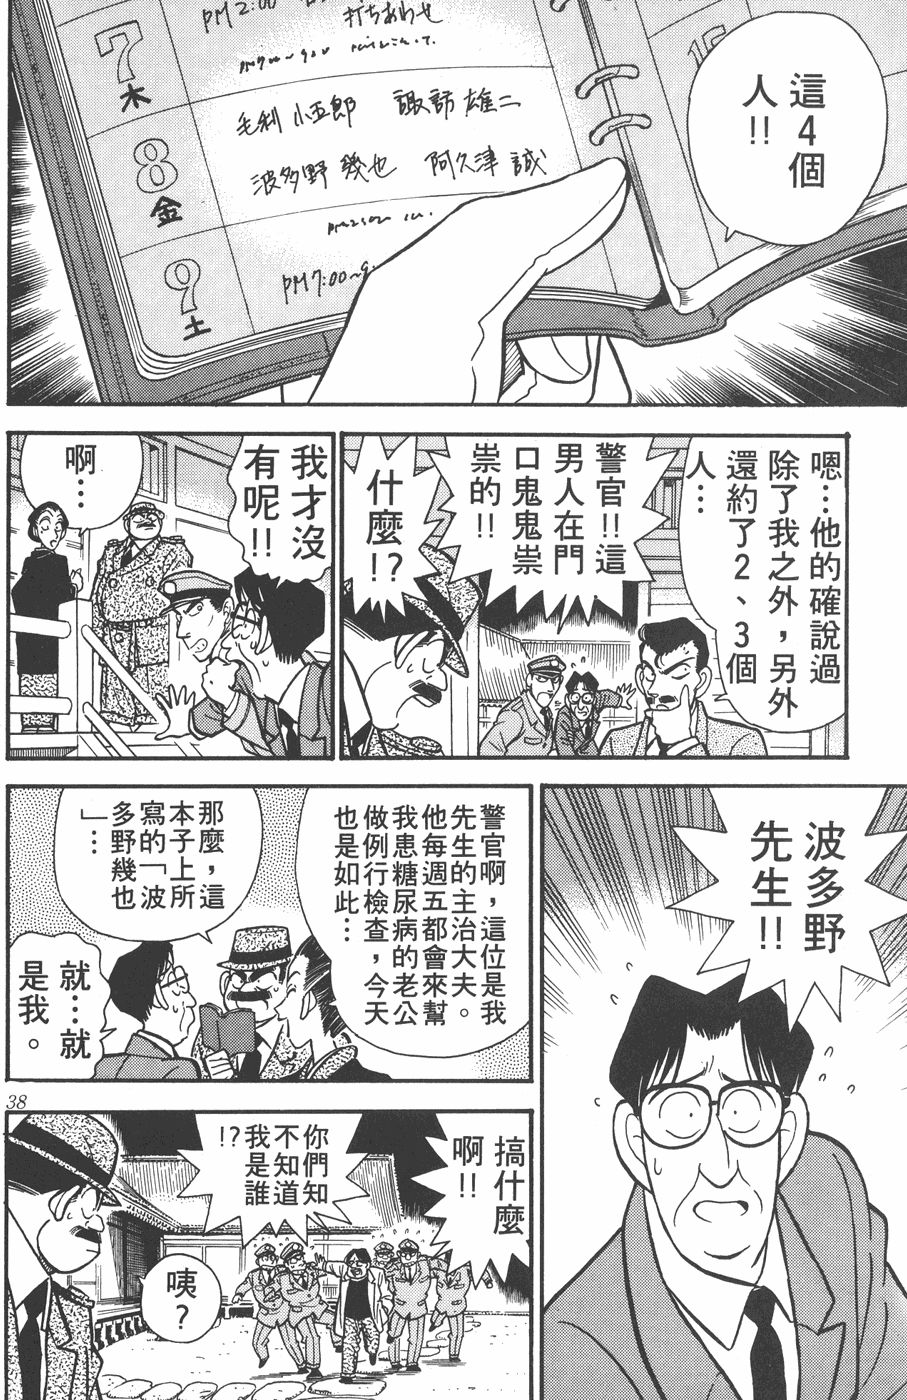 這4個
人!!
PM2:00
打ちあわせ
7
木
毛利小五郎 諏訪雄二
8
金
波多野幾也 阿久津誠
9
土
PM7:00~9
嗯…他的確說過
除了我之外，另外
還約了2、3個
人…
警官!!這
男人在門
口鬼鬼祟
祟的!!
什麼!?
我才沒
有呢!!
啊…
波多野
先生!!
警官啊，這位是我
先生的主治大夫。
他每週五都會來幫
我患糖尿病的老公
做例行檢查，今天
也是如此…
那麼，這
本子上所
寫的「波
多野幾也
」…
就…就
是我。
38
搞什麼
啊!!
你們知
不知道
我是誰
!?
咦?